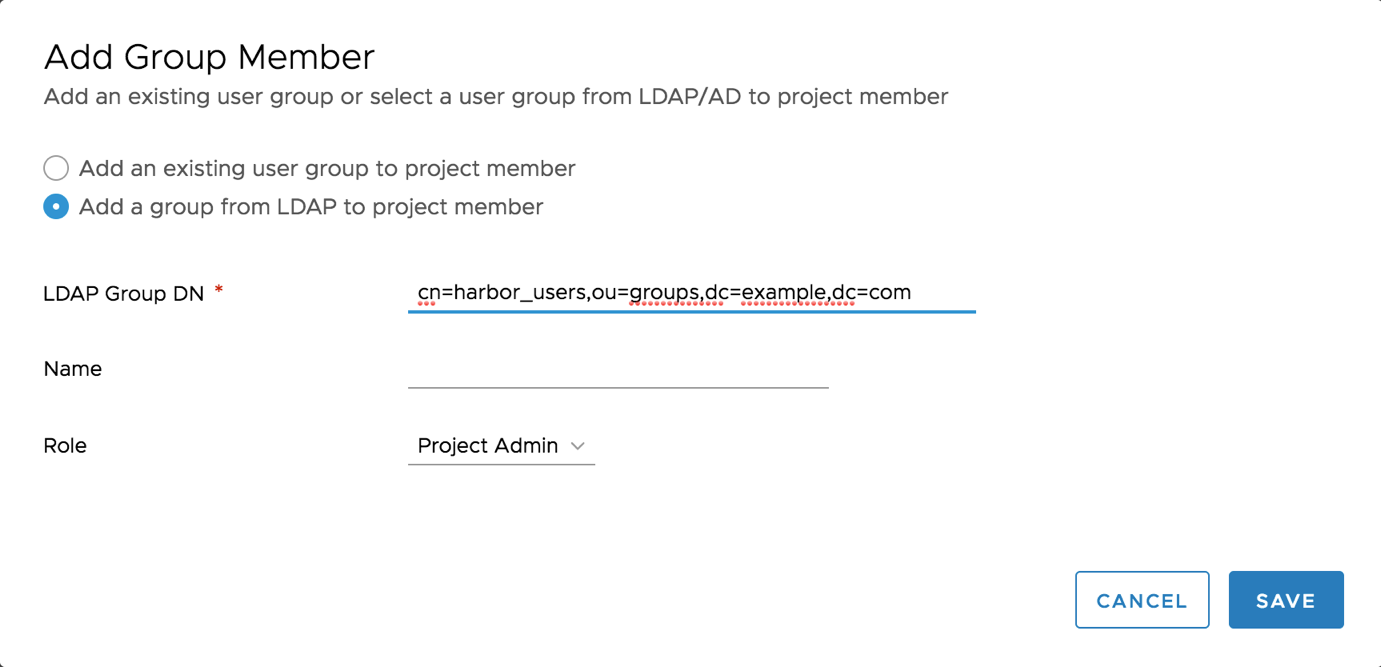 Add Group Member
Add an existing user group or select a user group from LDAP/AD to project member
Add an existing user group to project member
Add a group from LDAP to project member
LDAP Group DN * cn=harbor_users,ou=groups,dc=example,dc=com
Name
Role Project Admin
CANCEL SAVE